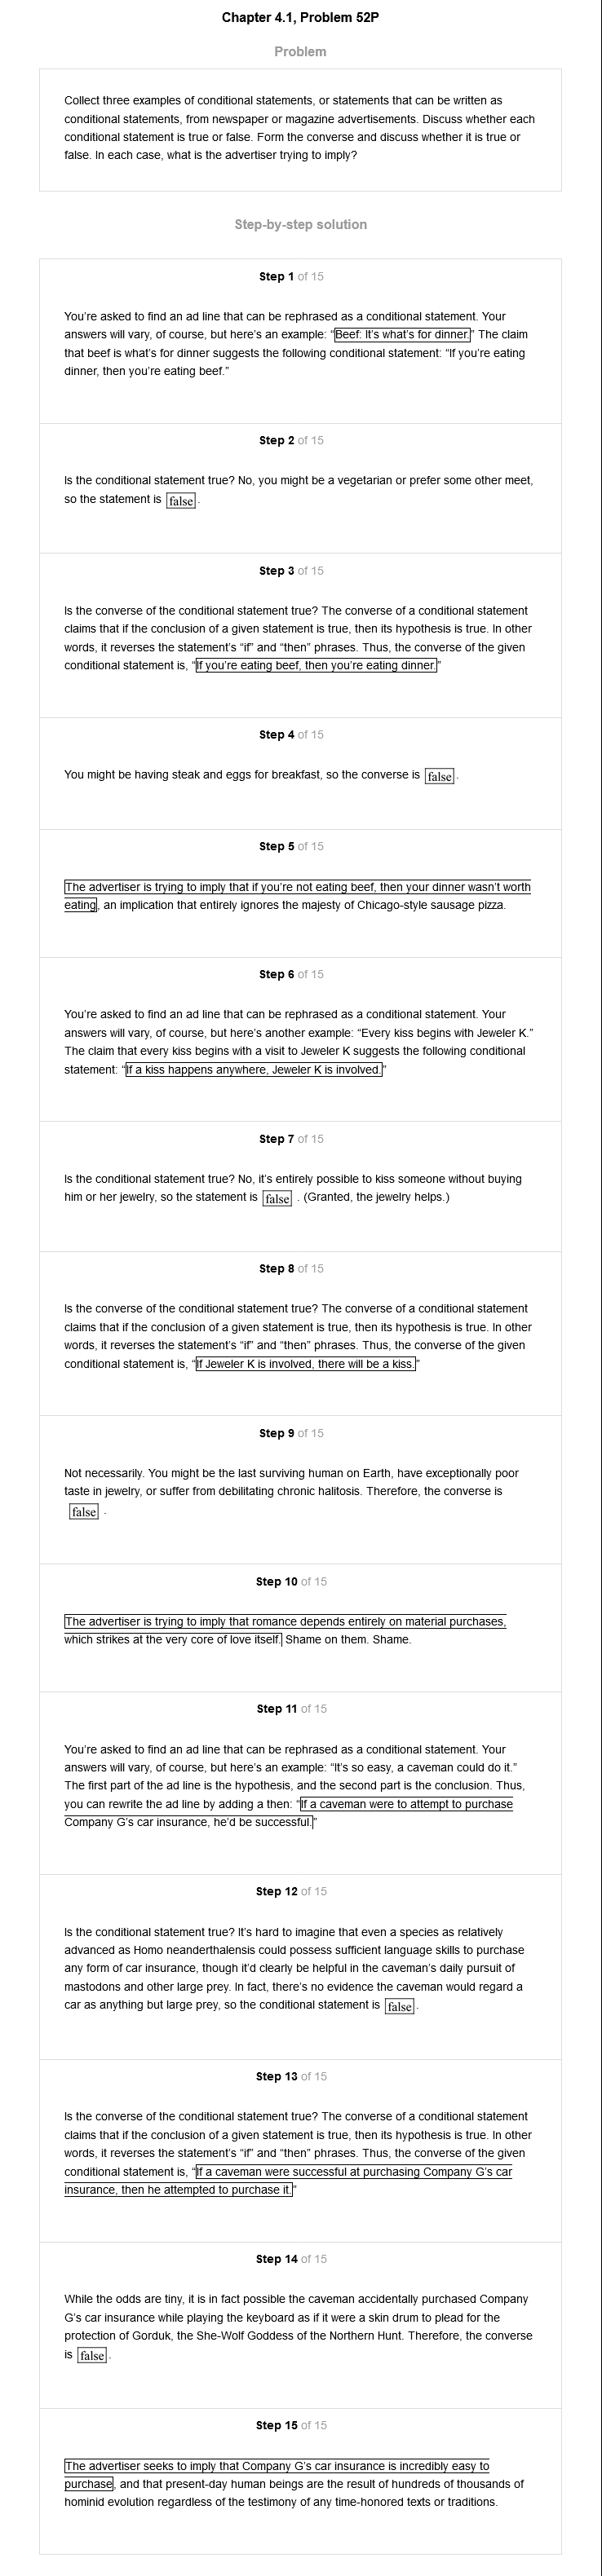 Chapter 4.1, Problem 52P
Problem
Collect three examples of conditional statements, or statements that can be written as
conditional statements, from newspaper or magazine advertisements. Discuss whether each
conditional statement is true or false. Form the converse and discuss whether it is true or
false. In each case, what is the advertiser trying to imply?
Step-by-step solution
Step 1 of 15
You’re asked to find an ad line that can be rephrased as a conditional statement. Your
answers will vary, of course, but here’s an example: “Beef: It’s what’s for dinner.” The claim
that beef is what’s for dinner suggests the following conditional statement: “If you’re eating
dinner, then you’re eating beef.”
Step 2 of 15
Is the conditional statement true? No, you might be a vegetarian or prefer some other meet,
so the statement is false.
Step 3 of 15
Is the converse of the conditional statement true? The converse of a conditional statement
claims that if the conclusion of a given statement is true, then its hypothesis is true. In other
words, it reverses the statement’s “if” and “then” phrases. Thus, the converse of the given
conditional statement is, “If you’re eating beef, then you’re eating dinner.”
Step 4 of 15
You might be having steak and eggs for breakfast, so the converse is false.
Step 5 of 15
The advertiser is trying to imply that if you’re not eating beef, then your dinner wasn’t worth
eating, an implication that entirely ignores the majesty of Chicago-style sausage pizza.
Step 6 of 15
You’re asked to find an ad line that can be rephrased as a conditional statement. Your
answers will vary, of course, but here’s another example: “Every kiss begins with Jeweler K.”
The claim that every kiss begins with a visit to Jeweler K suggests the following conditional
statement: “If a kiss happens anywhere, Jeweler K is involved.”
Step 7 of 15
Is the conditional statement true? No, it’s entirely possible to kiss someone without buying
him or her jewelry, so the statement is false . (Granted, the jewelry helps.)
Step 8 of 15
Is the converse of the conditional statement true? The converse of a conditional statement
claims that if the conclusion of a given statement is true, then its hypothesis is true. In other
words, it reverses the statement’s “if” and “then” phrases. Thus, the converse of the given
conditional statement is, “If Jeweler K is involved, there will be a kiss.”
Step 9 of 15
Not necessarily. You might be the last surviving human on Earth, have exceptionally poor
taste in jewelry, or suffer from debilitating chronic halitosis. Therefore, the converse is
false .
Step 10 of 15
The advertiser is trying to imply that romance depends entirely on material purchases,
which strikes at the very core of love itself. Shame on them. Shame.
Step 11 of 15
You’re asked to find an ad line that can be rephrased as a conditional statement. Your
answers will vary, of course, but here’s an example: “It’s so easy, a caveman could do it.”
The first part of the ad line is the hypothesis, and the second part is the conclusion. Thus,
you can rewrite the ad line by adding a then: “If a caveman were to attempt to purchase
Company G’s car insurance, he’d be successful.”
Step 12 of 15
Is the conditional statement true? It’s hard to imagine that even a species as relatively
advanced as Homo neanderthalensis could possess sufficient language skills to purchase
any form of car insurance, though it’d clearly be helpful in the caveman’s daily pursuit of
mastodons and other large prey. In fact, there’s no evidence the caveman would regard a
car as anything but large prey, so the conditional statement is false.
Step 13 of 15
Is the converse of the conditional statement true? The converse of a conditional statement
claims that if the conclusion of a given statement is true, then its hypothesis is true. In other
words, it reverses the statement’s “if” and “then” phrases. Thus, the converse of the given
conditional statement is, “If a caveman were successful at purchasing Company G’s car
insurance, then he attempted to purchase it.”
Step 14 of 15
While the odds are tiny, it is in fact possible the caveman accidentally purchased Company
G’s car insurance while playing the keyboard as if it were a skin drum to plead for the
protection of Gorduk, the She-Wolf Goddess of the Northern Hunt. Therefore, the converse
is false.
Step 15 of 15
The advertiser seeks to imply that Company G’s car insurance is incredibly easy to
purchase, and that present-day human beings are the result of hundreds of thousands of
hominid evolution regardless of the testimony of any time-honored texts or traditions.